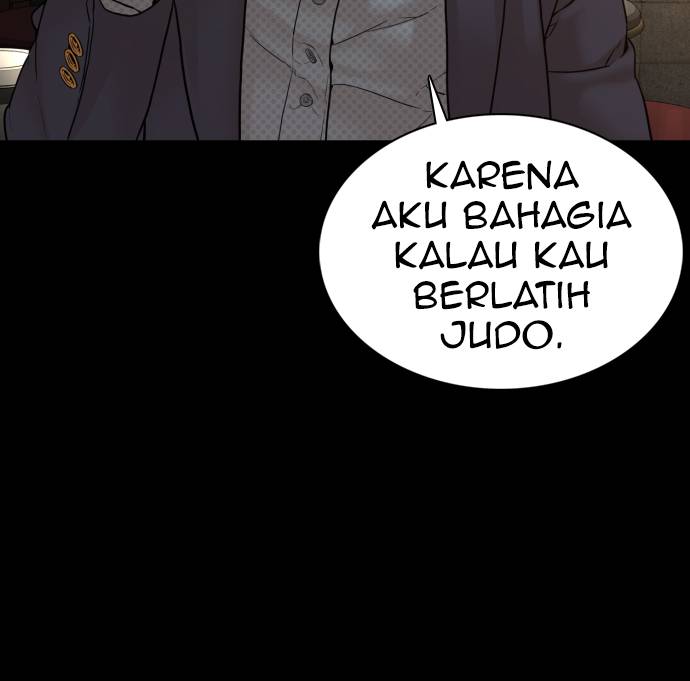 KARENA
AKU BAHAGIA
KALAU KAU
BERLATIH
JUDO.